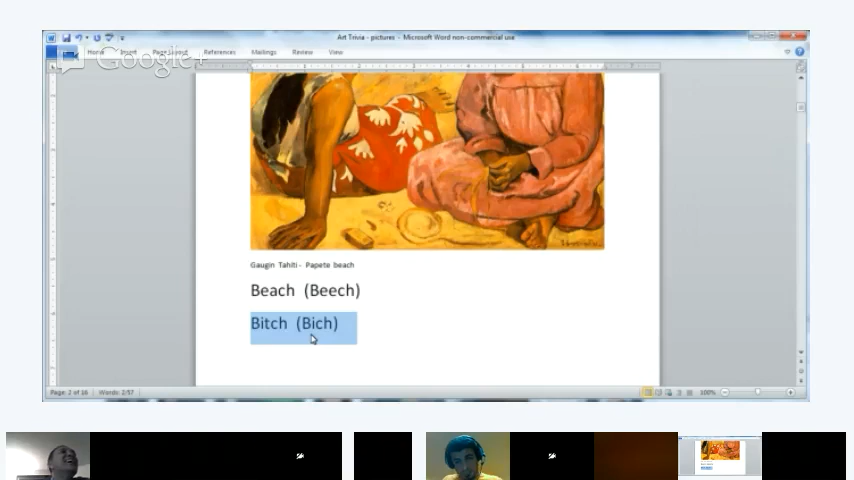 Art Trivia - pictures - Microsoft Word non-commercial use
Home Insert Page Layout References Mailings Review View
Google+
Gaugin Tahiti - Papete beach
Beach (Beech)
Bitch (Bich)
Page: 2 of 16 Words: 2/57
100%